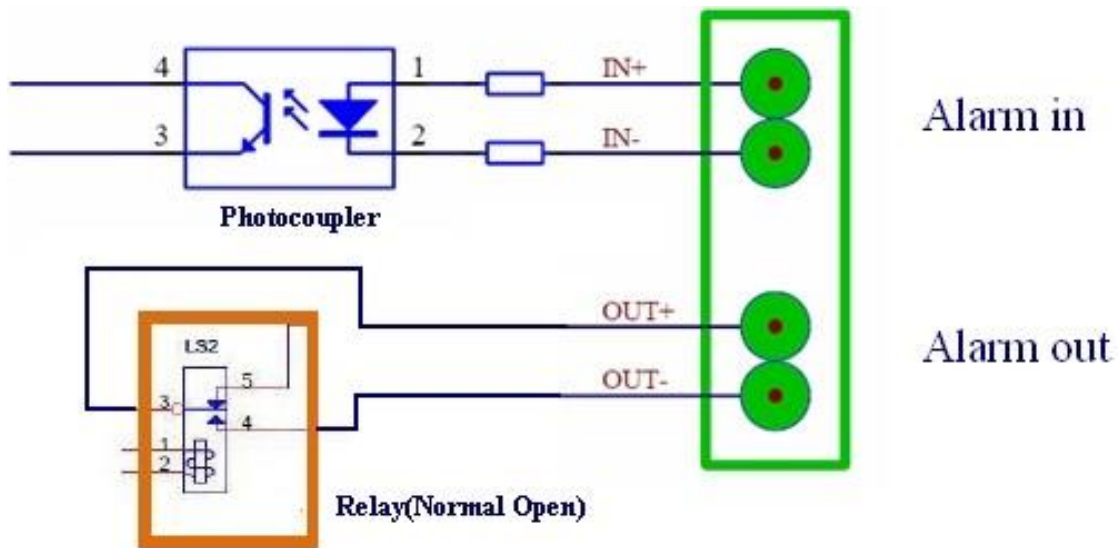 4 1 IN+
Alarm in
3 2 IN-
Photocoupler
OUT+
LS2
Alarm out
5 OUT-
3
4
1
2
Relay(Normal Open)